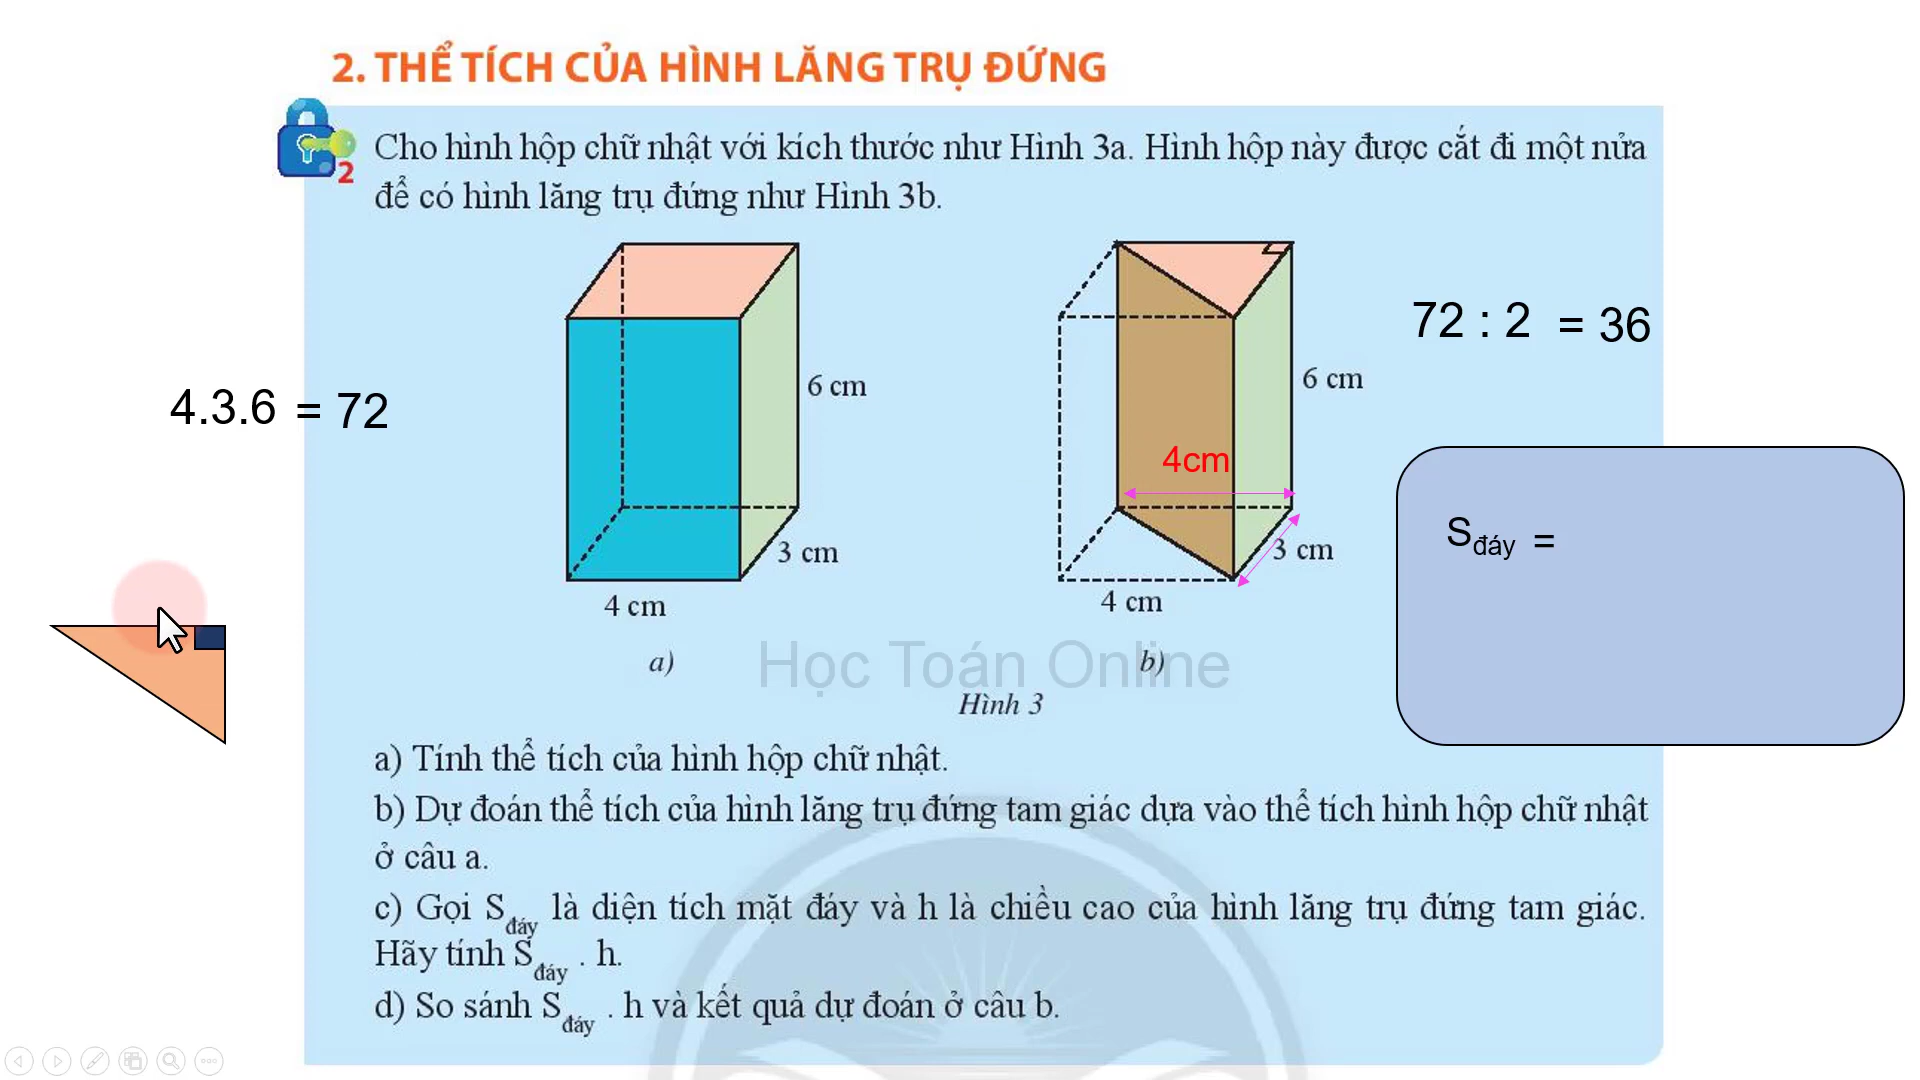 2. THỂ TÍCH CỦA HÌNH LĂNG TRỤ ĐỨNG
2
Cho hình hộp chữ nhật với kích thước như Hình 3a. Hình hộp này được cắt đi một nửa
để có hình lăng trụ đứng như Hình 3b.
72 : 2 = 36
6 cm
6 cm
4.3.6 = 72
4cm
S đáy =
3 cm
3 cm
4 cm
4 cm
a)
b)
Học Toán Online
Hình 3
a) Tính thể tích của hình hộp chữ nhật.
b) Dự đoán thể tích của hình lăng trụ đứng tam giác dựa vào thể tích hình hộp chữ nhật
ở câu a.
c) Gọi S đáy là diện tích mặt đáy và h là chiều cao của hình lăng trụ đứng tam giác.
Hãy tính S đáy . h.
d) So sánh S đáy . h và kết quả dự đoán ở câu b.